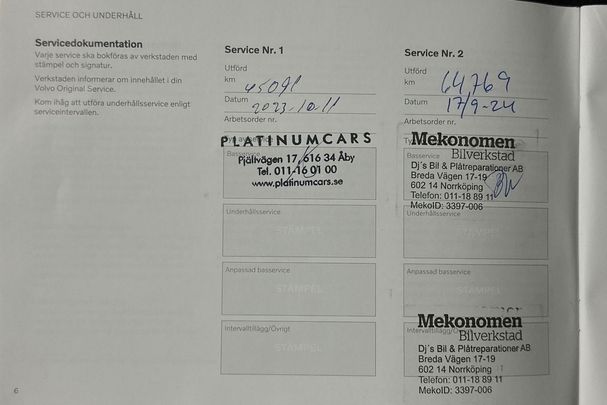 SERVICE OCH UNDERHÅLL
Servicedokumentation
Varje service ska bokföras av verkstaden med
stämpel och signatur.
Verkstaden informerar om innehållet i din
Volvo Original Service.
Kom ihåg att utföra underhållsservice enligt
serviceintervallen.
6
Service Nr. 1
Utförd
km 45091
Datum 2023-10-11
Arbetsorder nr.
PLATINUMCARS
Basservice
Pjältvägen 17, 616 34 Åby
Tel. 011-16 01 00
www.platinumcars.se
Underhållsservice
STÄMPEL
Anpassad basservice
STÄMPEL
Intervalltillägg/Övrigt
STÄMPEL
Service Nr. 2
Utförd
km 64,769
Datum 17/9-24
Arbetsorder nr.
Mekonomen
Bilverkstad
Basservice
Dj´s Bil & Plåtreparationer AB
Breda Vägen 17-19
602 14 Norrköping
Telefon: 011-18 89 11
MekoID: 3397-006
Underhållsservice
Anpassad basservice
Mekonomen
Bilverkstad
Dj´s Bil & Plåtreparationer AB
Breda Vägen 17-19
602 14 Norrköping
Telefon: 011-18 89 11
MekoID: 3397-006